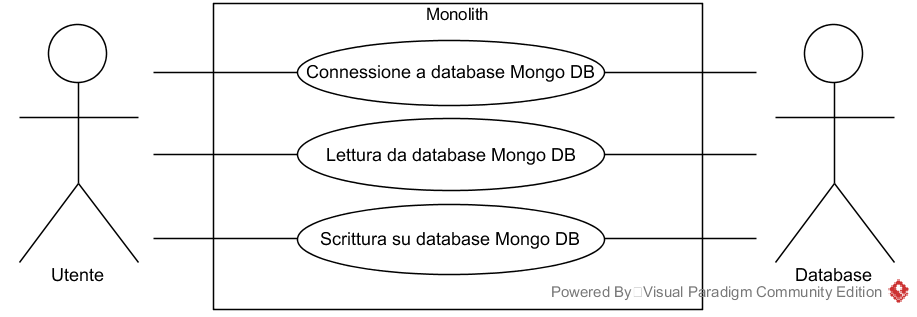 Monolith
Connessione a database Mongo DB
Lettura da database Mongo DB
Scrittura su database Mongo DB
Utente
Database
Powered By Visual Paradigm Community Edition